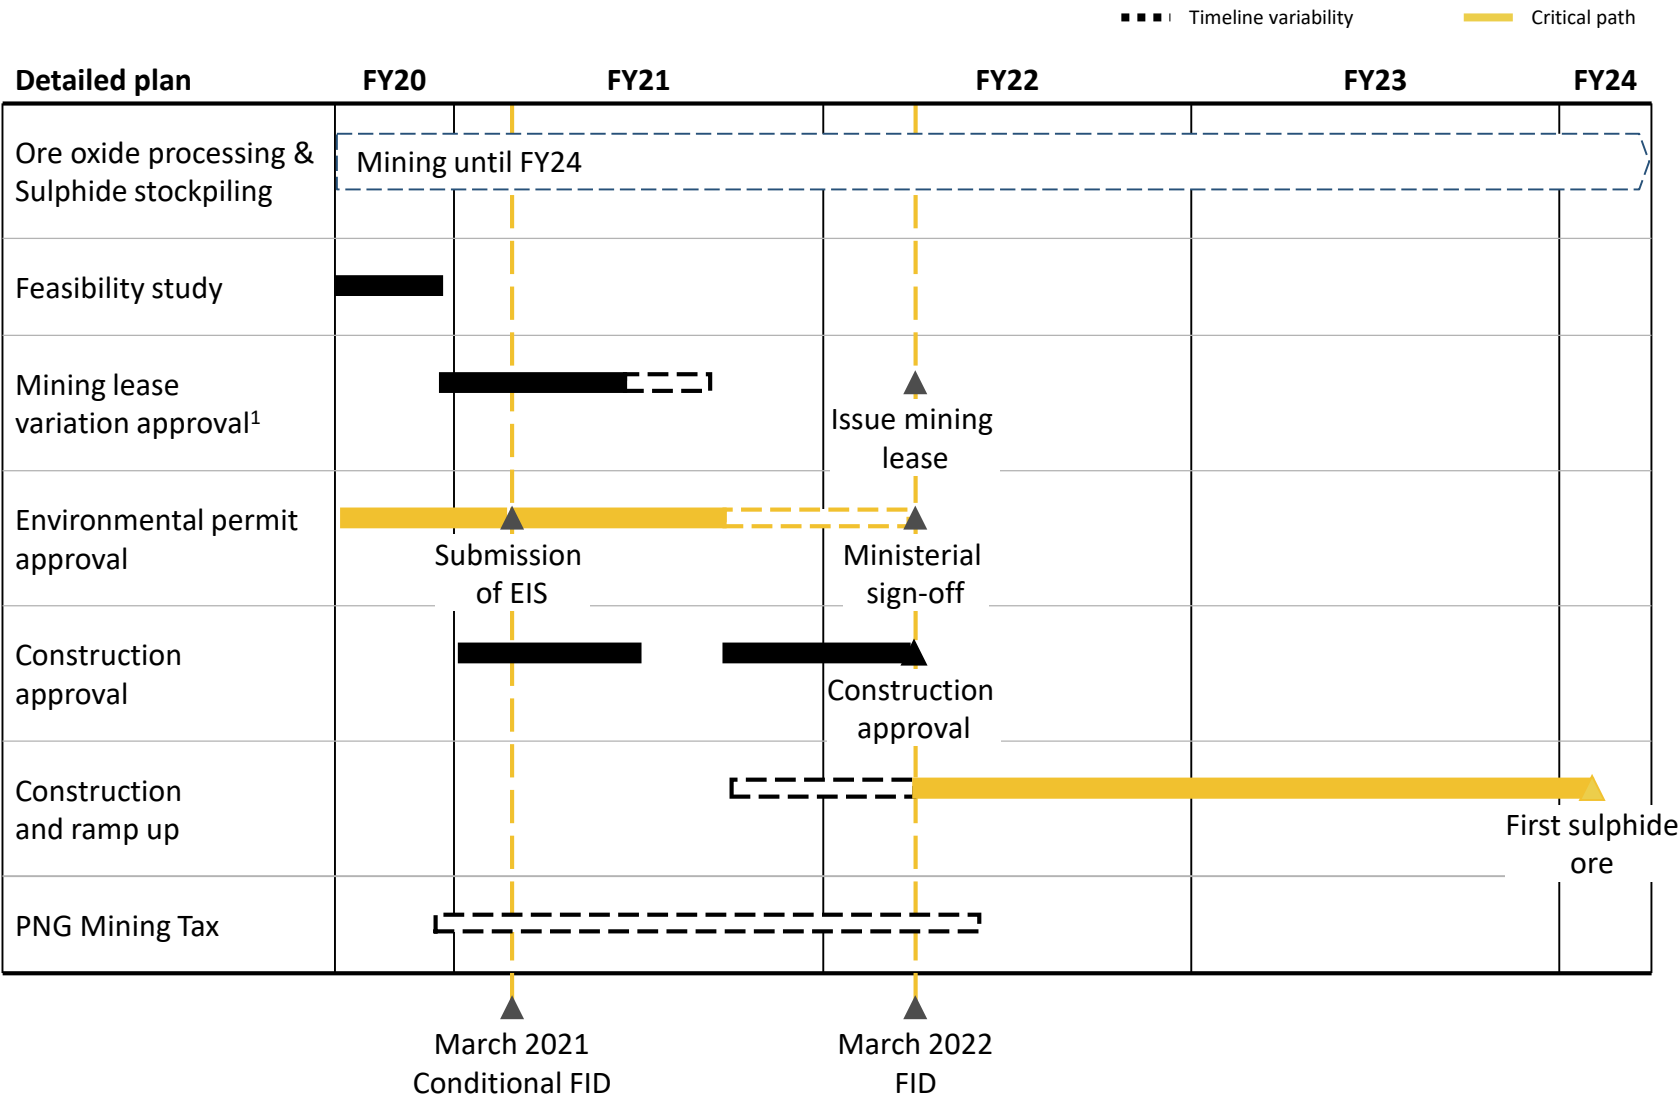 Timeline variability
Critical path
Detailed plan
FY20
FY21
FY22
FY23
FY24
Ore oxide processing &
Sulphide stockpiling
Mining until FY24
Feasibility study
Mining lease
variation approval¹
Issue mining
lease
Environmental permit
approval
Submission
of EIS
Ministerial
sign-off
Construction
approval
Construction
approval
Construction
and ramp up
First sulphide
ore
PNG Mining Tax
March 2021
Conditional FID
March 2022
FID